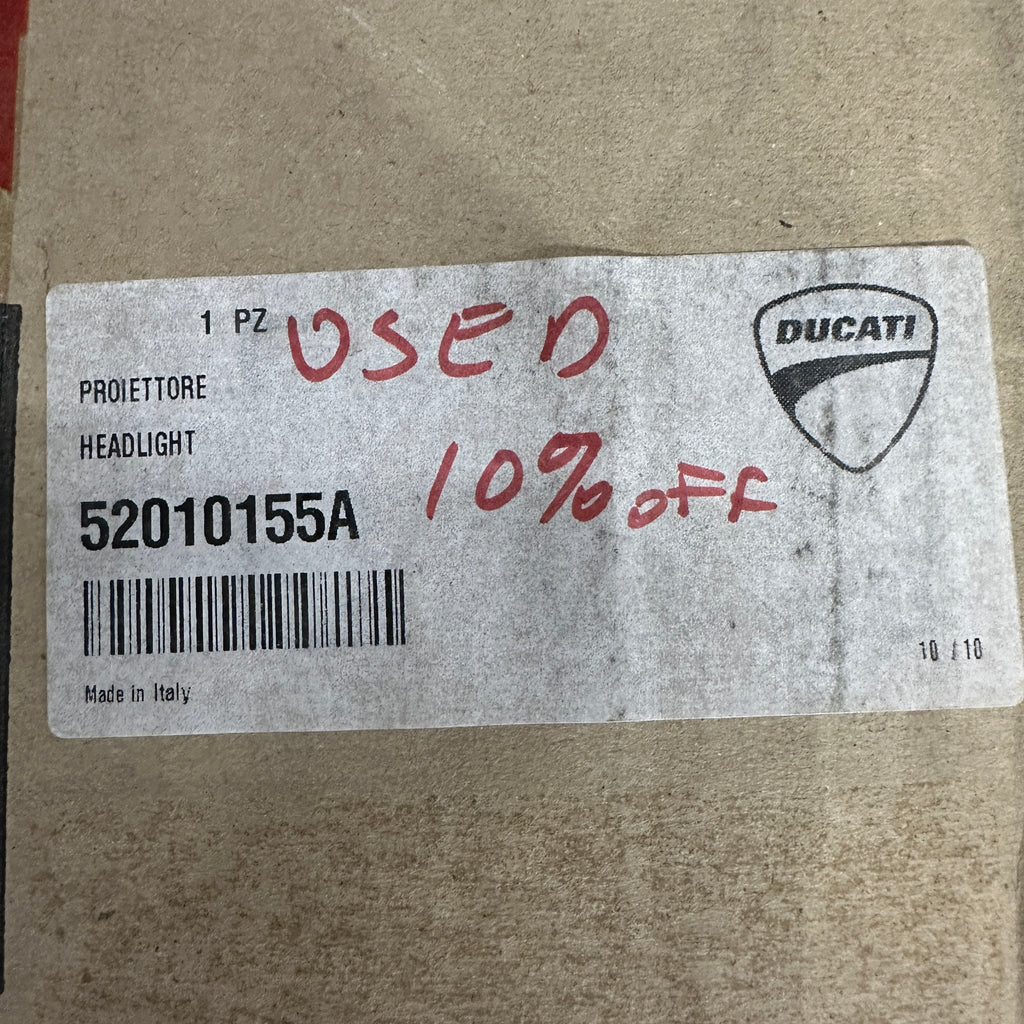 1 PZ USED
DUCATI
PROIETTORE
HEADLIGHT
10% OFF
52010155A
Made in Italy
10 / 10